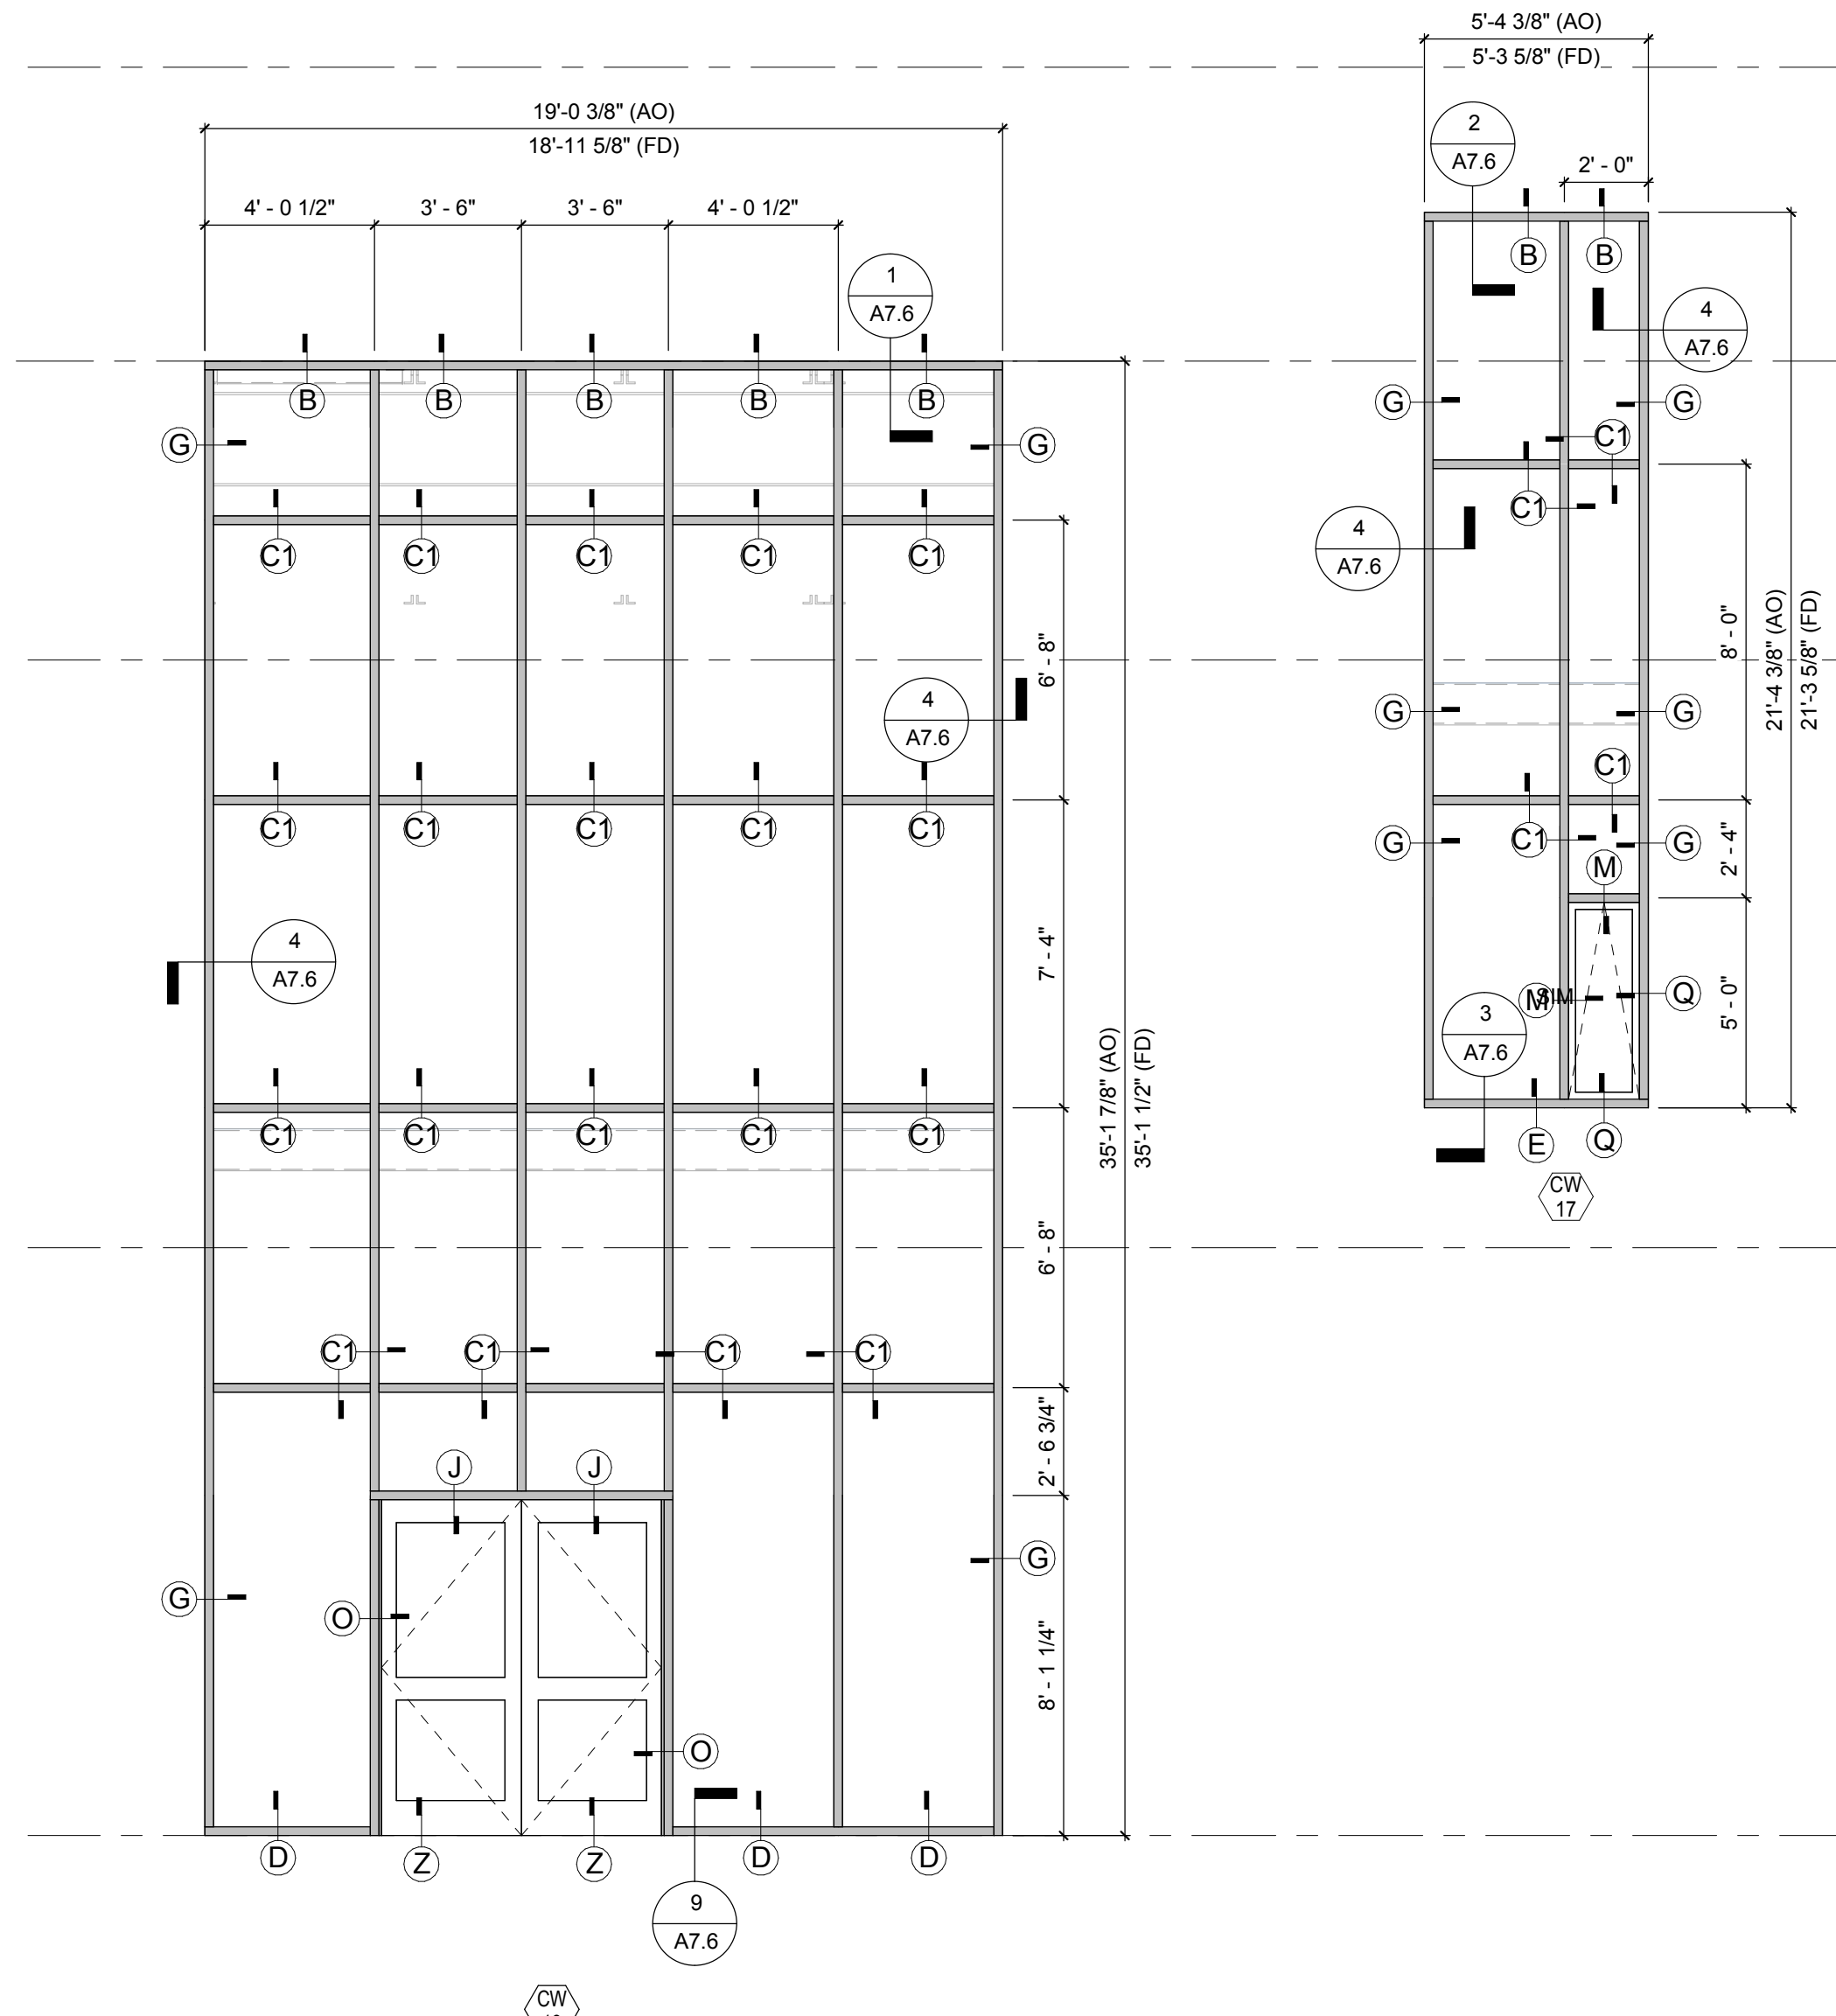 5'-4 3/8" (AO)
5'-3 5/8" (FD)
19'-0 3/8" (AO)
18'-11 5/8" (FD)
2
A7.6
2' - 0"
4' - 0 1/2"
3' - 6"
3' - 6"
4' - 0 1/2"
B
B
1
A7.6
4
A7.6
B
B
B
B
B
G
G
G
G
C1
C1
C1
C1
C1
C1
C1
4
A7.6
6' - 8"
8' - 0"
21'-4 3/8" (AO)
21'-3 5/8" (FD)
4
A7.6
G
G
C1
C1
C1
C1
C1
C1
C1
G
G
2' - 4"
M
4
A7.6
7' - 4"
M
SIM
Q
5' - 0"
3
A7.6
35'-1 7/8" (AO)
35'-1 1/2" (FD)
C1
C1
C1
C1
C1
E
Q
CW
17
6' - 8"
C1
C1
C1
C1
2' - 6 3/4"
J
J
G
G
O
8' - 1 1/4"
O
D
Z
Z
D
D
9
A7.6
CW